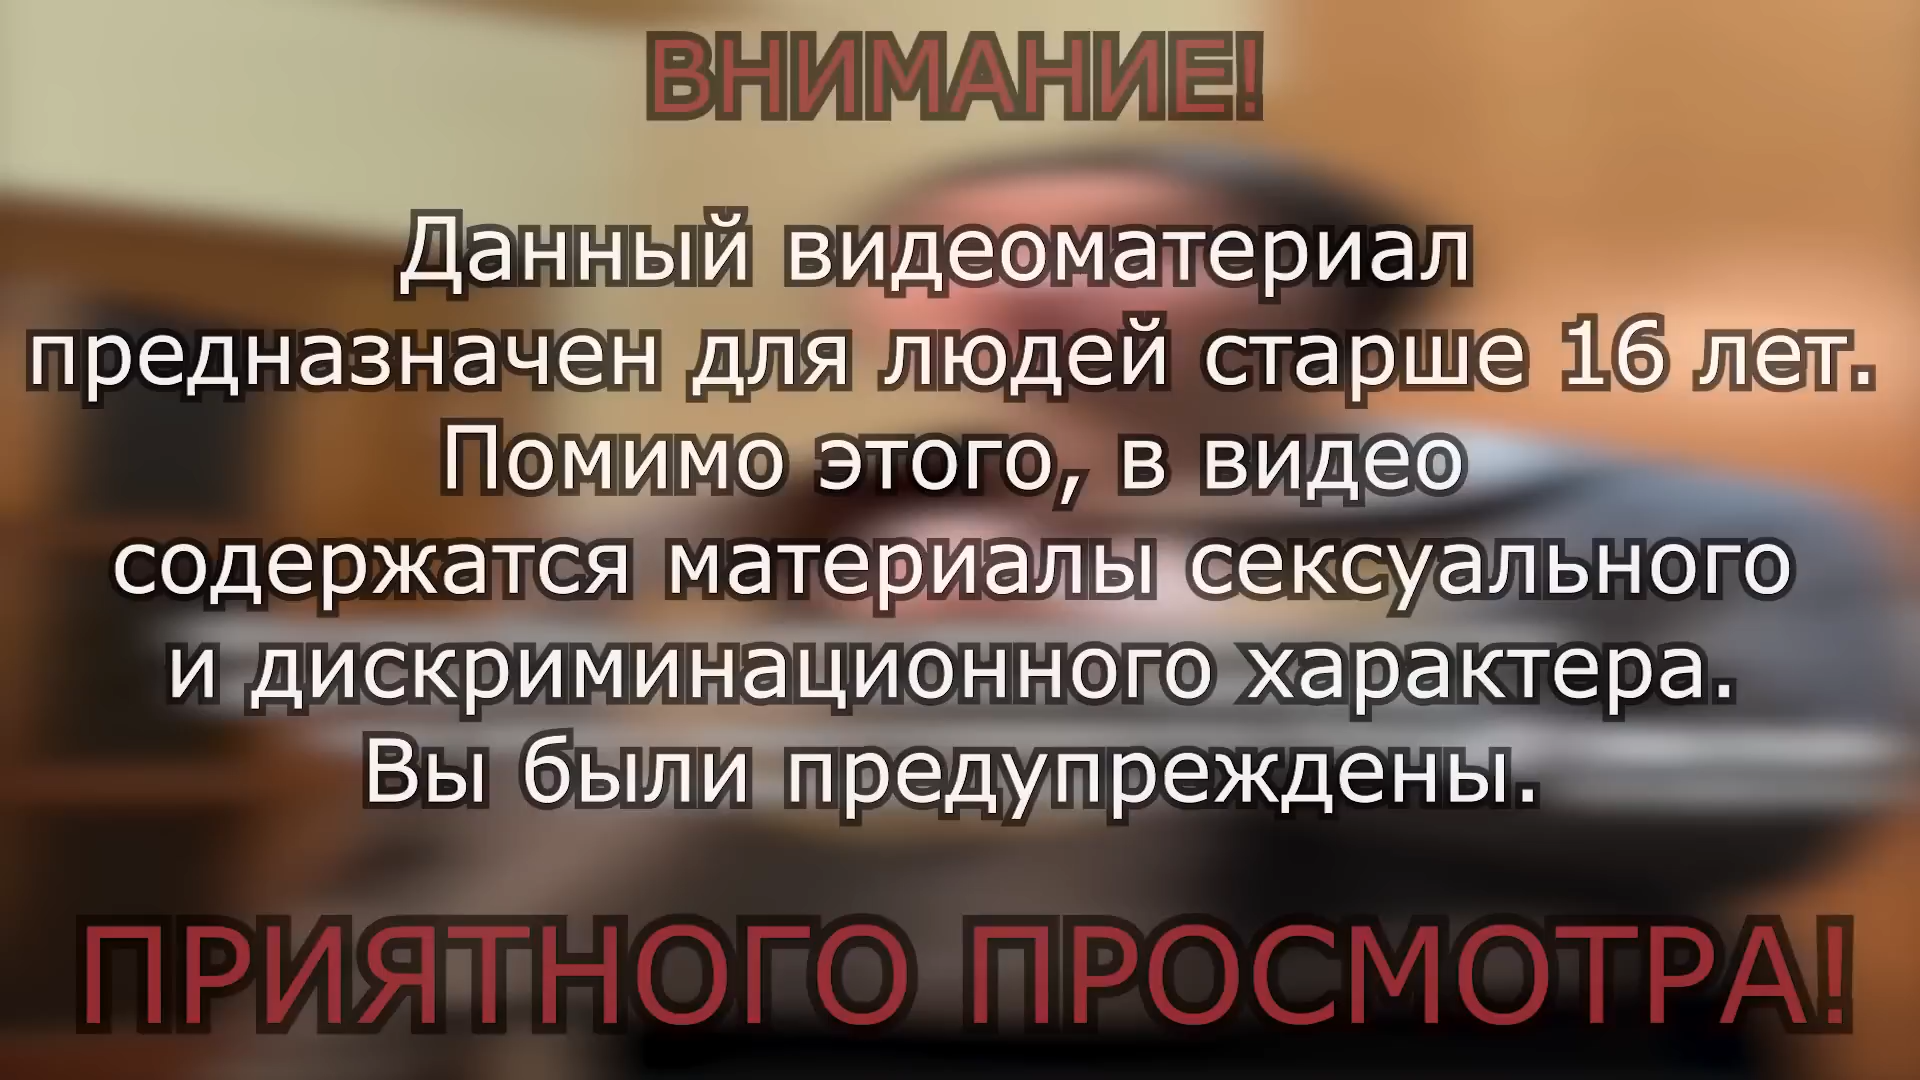 ВНИМАНИЕ!
Данный видеоматериал
предназначен для людей старше 16 лет.
Помимо этого, в видео
содержатся материалы сексуального
и дискриминационного характера.
Вы были предупреждены.
ПРИЯТНОГО ПРОСМОТРА!